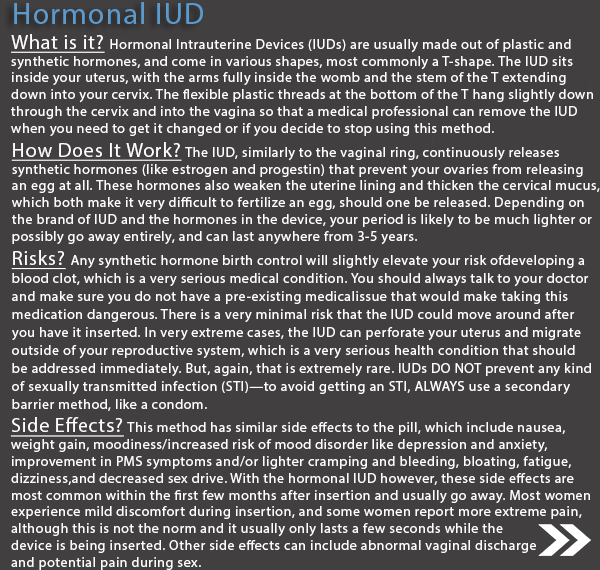 Hormonal IUD
What is it? Hormonal Intrauterine Devices (IUDs) are usually made out of plastic and
synthetic hormones, and come in various shapes, most commonly a T-shape. The IUD sits
inside your uterus, with the arms fully inside the womb and the stem of the T extending
down into your cervix. The flexible plastic threads at the bottom of the T hang slightly down
through the cervix and into the vagina so that a medical professional can remove the IUD
when you need to get it changed or if you decide to stop using this method.
How Does It Work? The IUD, similarly to the vaginal ring, continuously releases
synthetic hormones (like estrogen and progestin) that prevent your ovaries from releasing
an egg at all. These hormones also weaken the uterine lining and thicken the cervical mucus,
which both make it very difficult to fertilize an egg, should one be released. Depending on
the brand of IUD and the hormones in the device, your period is likely to be much lighter or
possibly go away entirely, and can last anywhere from 3-5 years.
Risks? Any synthetic hormone birth control will slightly elevate your risk ofdeveloping a
blood clot, which is a very serious medical condition. You should always talk to your doctor
and make sure you do not have a pre-existing medicalissue that would make taking this
medication dangerous. There is a very minimal risk that the IUD could move around after
you have it inserted. In very extreme cases, the IUD can perforate your uterus and migrate
outside of your reproductive system, which is a very serious health condition that should
be addressed immediately. But, again, that is extremely rare. IUDs DO NOT prevent any kind
of sexually transmitted infection (STI)—to avoid getting an STI, ALWAYS use a secondary
barrier method, like a condom.
Side Effects? This method has similar side effects to the pill, which include nausea,
weight gain, moodiness/increased risk of mood disorder like depression and anxiety,
improvement in PMS symptoms and/or lighter cramping and bleeding, bloating, fatigue,
dizziness,and decreased sex drive. With the hormonal IUD however, these side effects are
most common within the first few months after insertion and usually go away. Most women
experience mild discomfort during insertion, and some women report more extreme pain,
although this is not the norm and it usually only lasts a few seconds while the
device is being inserted. Other side effects can include abnormal vaginal discharge
and potential pain during sex.